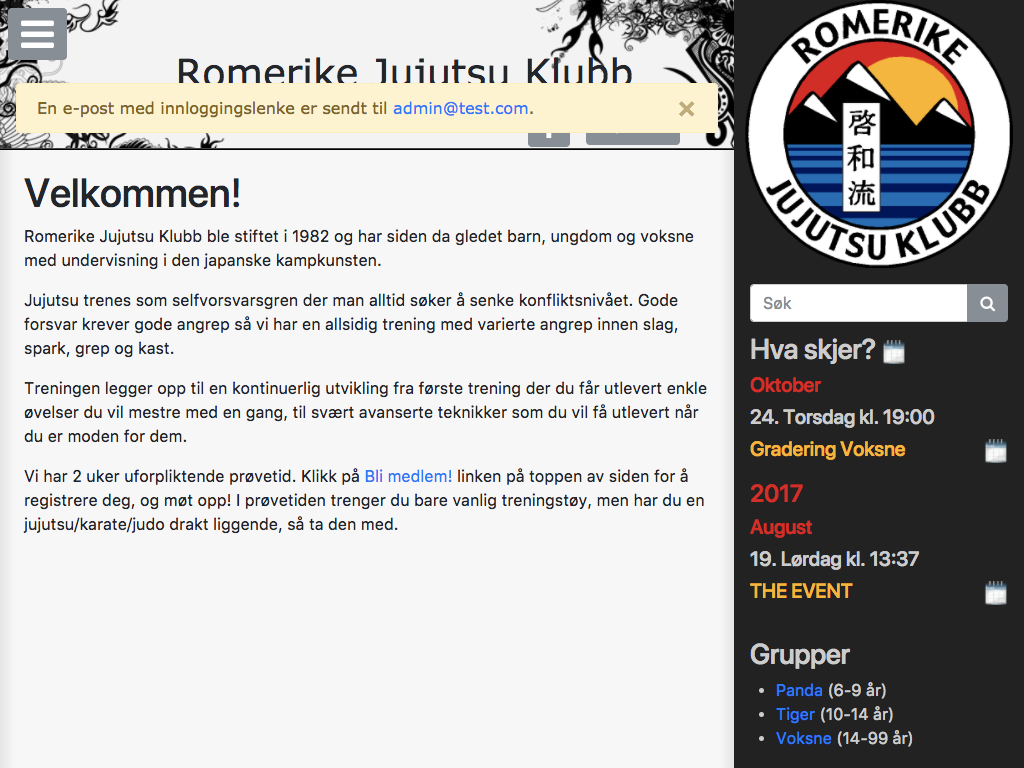 Romerike Jujutsu Klubb
En e-post med innloggingslenke er sendt til admin@test.com.
×
Velkommen!
Romerike Jujutsu Klubb ble stiftet i 1982 og har siden da gledet barn, ungdom og voksne
med undervisning i den japanske kampkunsten.
Jujutsu trenes som selfvorsvarsgren der man alltid søker å senke konfliktsnivået. Gode
forsvar krever gode angrep så vi har en allsidig trening med varierte angrep innen slag,
spark, grep og kast.
Treningen legger opp til en kontinuerlig utvikling fra første trening der du får utlevert enkle
øvelser du vil mestre med en gang, til svært avanserte teknikker som du vil få utlevert når
du er moden for dem.
Vi har 2 uker uforpliktende prøvetid. Klikk på Bli medlem! linken på toppen av siden for å
registrere deg, og møt opp! I prøvetiden trenger du bare vanlig treningstøy, men har du en
jujutsu/karate/judo drakt liggende, så ta den med.
ROMERIKE
啓和流
JUJUTSU KLUBB
Søk
Hva skjer?
Oktober
24. Torsdag kl. 19:00
Gradering Voksne
2017
August
19. Lørdag kl. 13:37
THE EVENT
Grupper
• Panda (6-9 år)
• Tiger (10-14 år)
• Voksne (14-99 år)